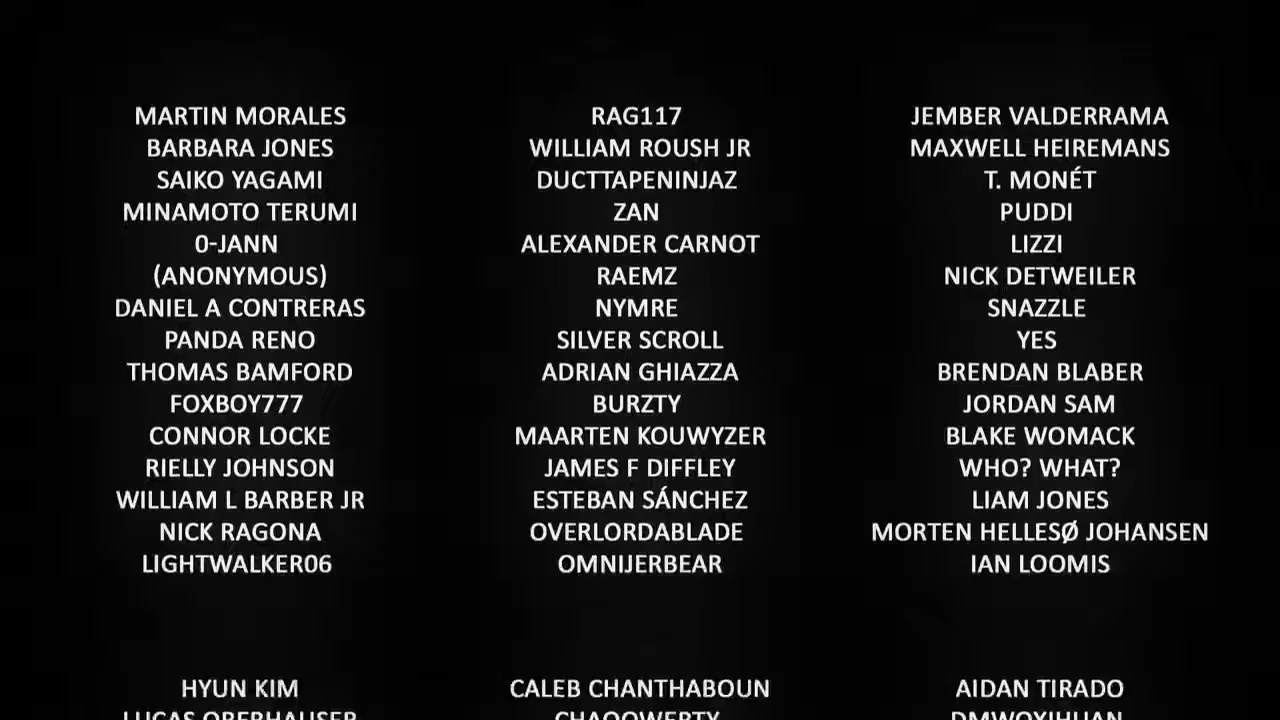 MARTIN MORALES
BARBARA JONES
SAIKO YAGAMI
MINAMOTO TERUMI
0-JANN
(ANONYMOUS)
DANIEL A CONTRERAS
PANDA RENO
THOMAS BAMFORD
FOXBOY777
CONNOR LOCKE
RIELLY JOHNSON
WILLIAM L BARBER JR
NICK RAGONA
LIGHTWALKER06
RAG117
WILLIAM ROUSH JR
DUCTTAPENINJAZ
ZAN
ALEXANDER CARNOT
RAEMZ
NYMRE
SILVER SCROLL
ADRIAN GHIAZZA
BURZTY
MAARTEN KOUWYZER
JAMES F DIFFLEY
ESTEBAN SÁNCHEZ
OVERLORDABLADE
OMNIJERBEAR
JEMBER VALDERRAMA
MAXWELL HEIREMANS
T. MONÉT
PUDDI
LIZZI
NICK DETWEILER
SNAZZLE
YES
BRENDAN BLABER
JORDAN SAM
BLAKE WOMACK
WHO? WHAT?
LIAM JONES
MORTEN HELLESØ JOHANSEN
IAN LOOMIS
HYUN KIM
LUCAS OBERHAUSER
CALEB CHANTHABOUN
AIDAN TIRADO